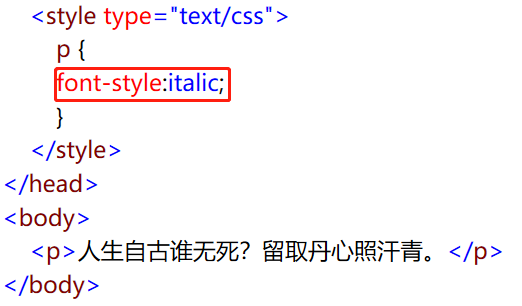 <style type="text/css">
p {
font-style:italic;
}
</style>
</head>
<body>
<p>人生自古谁无死？留取丹心照汗青。</p>
</body>